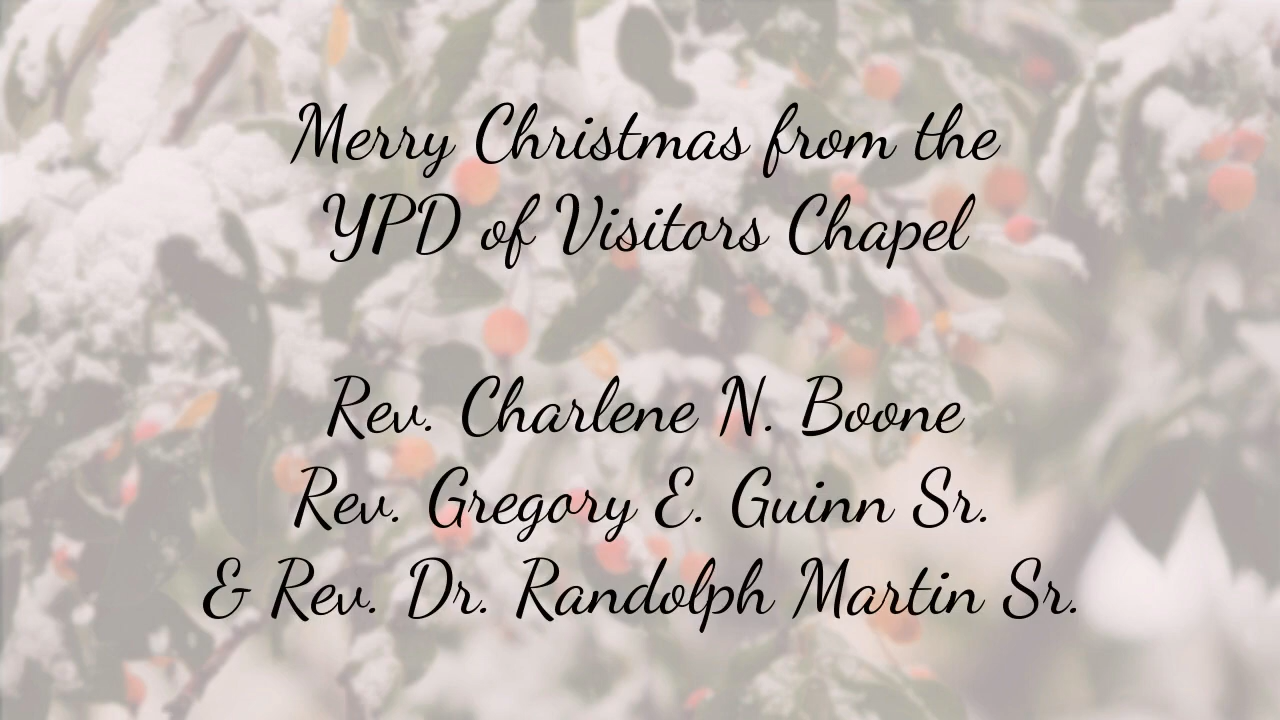 Merry Christmas from the
YPD of Visitors Chapel
Rev. Charlene N. Boone
Rev. Gregory E. Guinn Sr.
& Rev. Dr. Randolph Martin Sr.